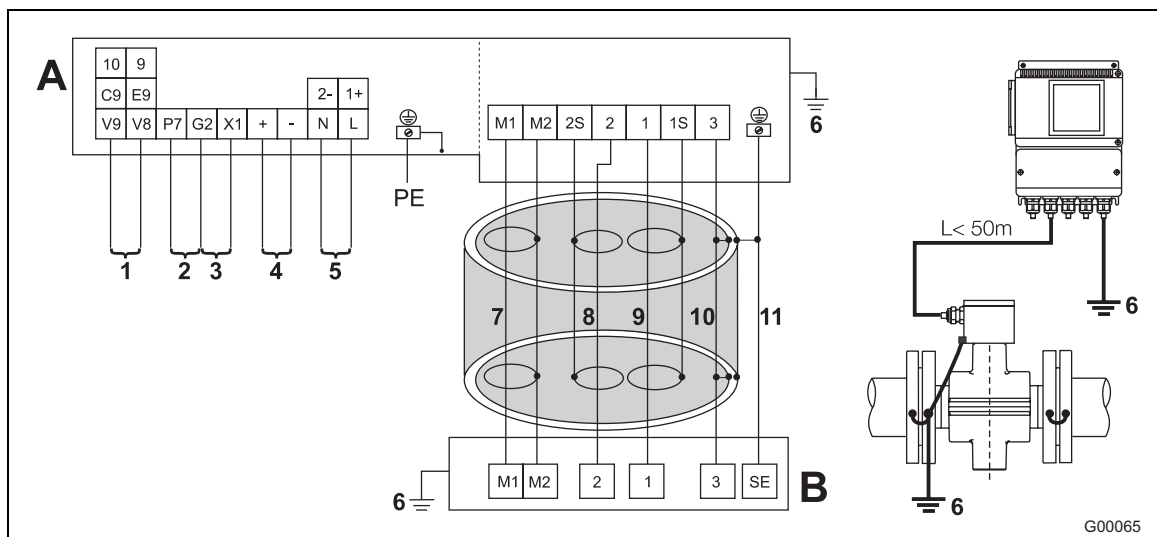 A
10 9
C9 E9 2- 1+
V9 V8 P7 G2 X1 + - N L
PE
M1 M2 2S 2 1 1S 3
6
1 2 3 4 5
7 8 9 10 11
6
M1 M2 2 1 3 SE
B
L< 50m
6
6
G00065